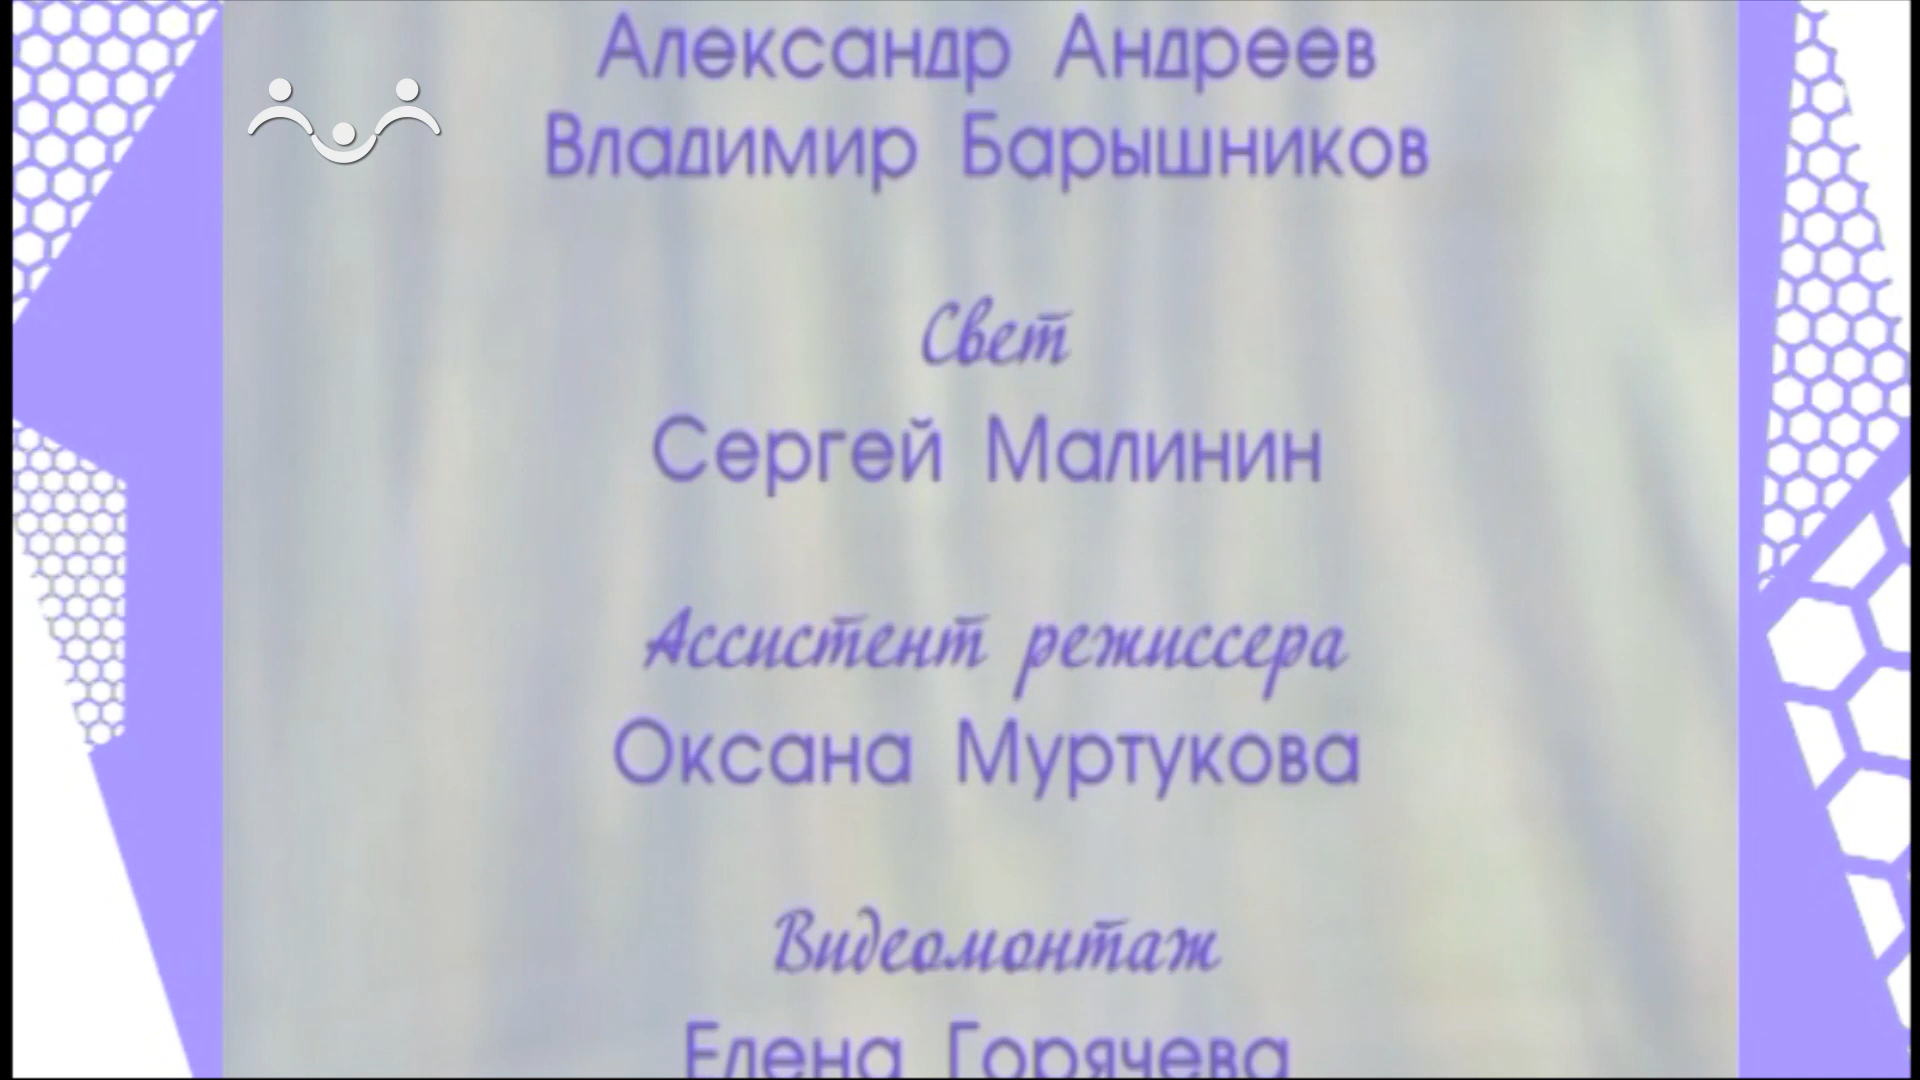 Александр Андреев
Владимир Барышников
Свет
Сергей Малинин
Ассистент режиссера
Оксана Муртукова
Видеомонтаж
Елена Горячева